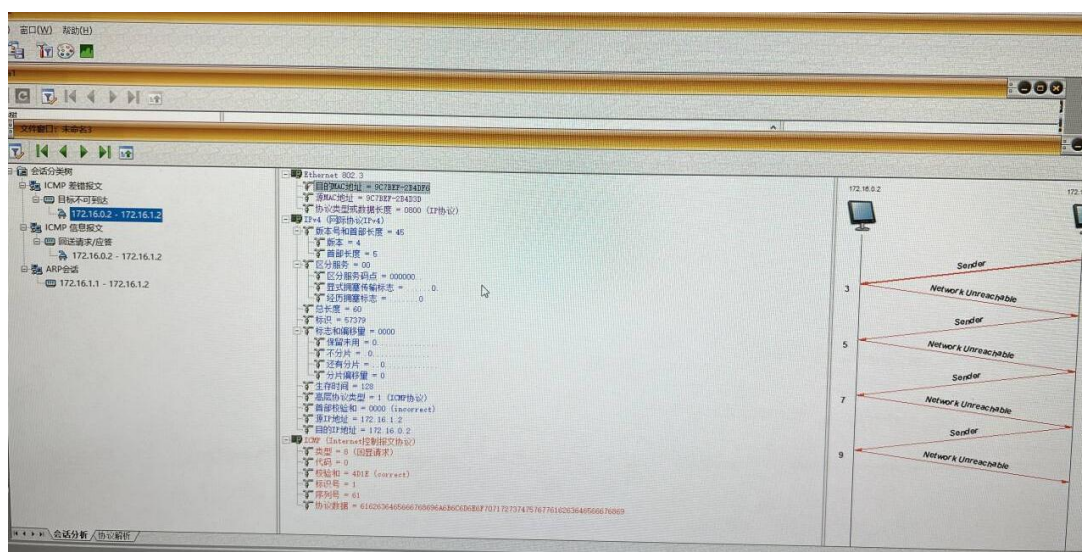 窗口(W) 帮助(H)
文件窗口：未命名3
会话分类树
ICMP 差错报文
目标不可到达
172.16.0.2 - 172.16.1.2
ICMP 信息报文
回送请求/应答
172.16.0.2 - 172.16.1.2
ARP会话
172.16.1.1 - 172.16.1.2
会话分析 协议解析
Ethernet 802.3
目的MAC地址 = 9C7BEF-2B4DF6
源MAC地址 = 9C7BEF-2B4D3D
协议类型或数据长度 = 0800 (IP协议)
IPv4 (网际协议IPv4)
版本号和首部长度 = 45
版本 = 4
首部长度 = 5
区分服务 = 00
区分服务码点 = 000000..
显式拥塞传输标志 = ......0.
经历拥塞标志 = .......0
总长度 = 60
标识 = 57379
标志和偏移量 = 0000
保留未用 = 0...............
不分片 = .0..............
还有分片 = ..0.............
分片偏移量 = 0
生存时间 = 128
高层协议类型 = 1 (ICMP协议)
首部校验和 = 0000 (incorrect)
源IP地址 = 172.16.1.2
目的IP地址 = 172.16.0.2
ICMP (Internet控制报文协议)
类型 = 8 (回显请求)
代码 = 0
校验和 = 4D1E (correct)
标识号 = 1
序列号 = 61
协议数据 = 6162636465666768696A6B6C6D6E6F7071727374757677616263646566676869
172.16.0.2
172.1
Sender
3
Network Unreachable
Sender
5
Network Unreachable
Sender
7
Network Unreachable
Sender
9
Network Unreachable